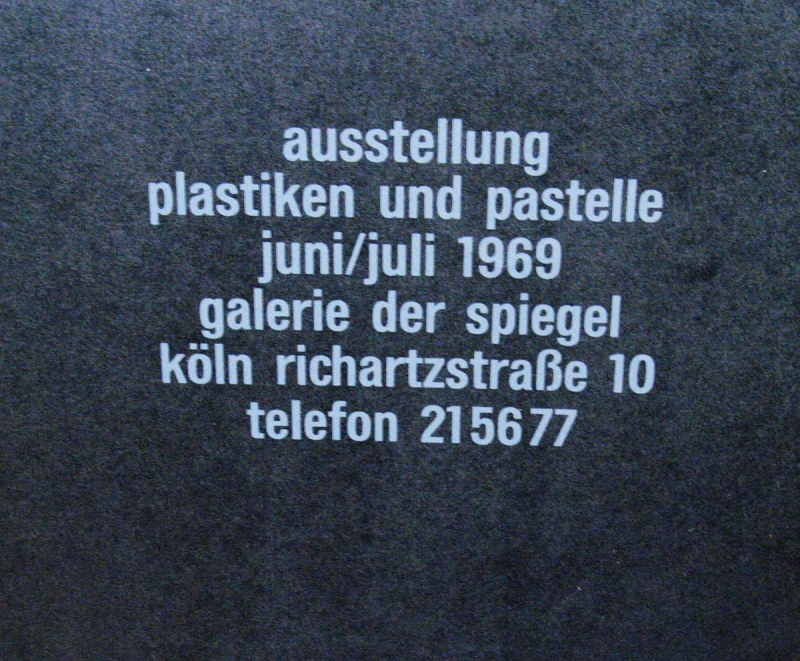 ausstellung
plastiken und pastelle
juni/juli 1969
galerie der spiegel
köln richartzstraße 10
telefon 215677